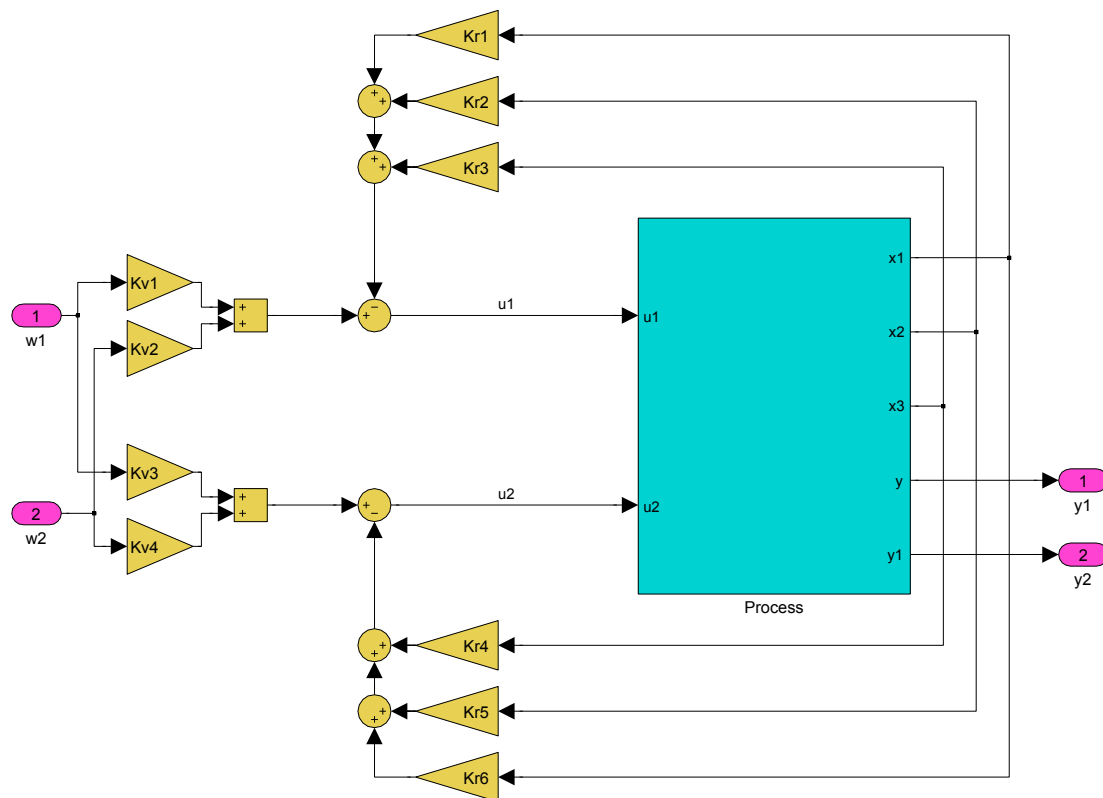 Kr1
+
+
Kr2
+
+
Kr3
x1
Kv1
+
+
1
w1
−
+
u1
u1
x2
Kv2
x3
Kv3
y
1
y1
+
+
2
w2
+
−
u2
u2
Kv4
y1
2
y2
Process
+
+
Kr4
+
+
Kr5
Kr6